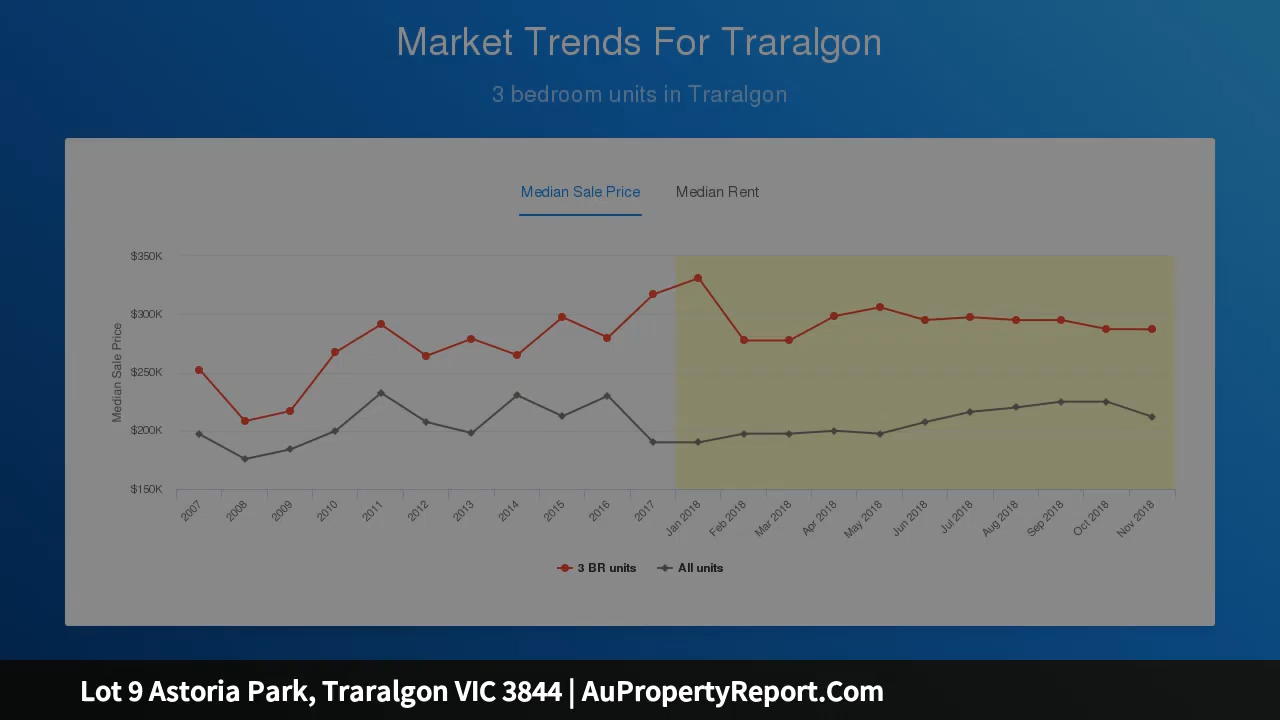 Market Trends For Traralgon
3 bedroom units in Traralgon
Median Sale Price
Median Rent
$350K
$300K
$250K
$200K
$150K
Median Sale Price
2007
2008
2009
2010
2011
2012
2013
2014
2015
2016
2017
Jan 2018
Feb 2018
Mar 2018
Apr 2018
May 2018
Jun 2018
Jul 2018
Aug 2018
Sep 2018
Oct 2018
Nov 2018
3 BR units
All units
Lot 9 Astoria Park, Traralgon VIC 3844 | AuPropertyReport.Com